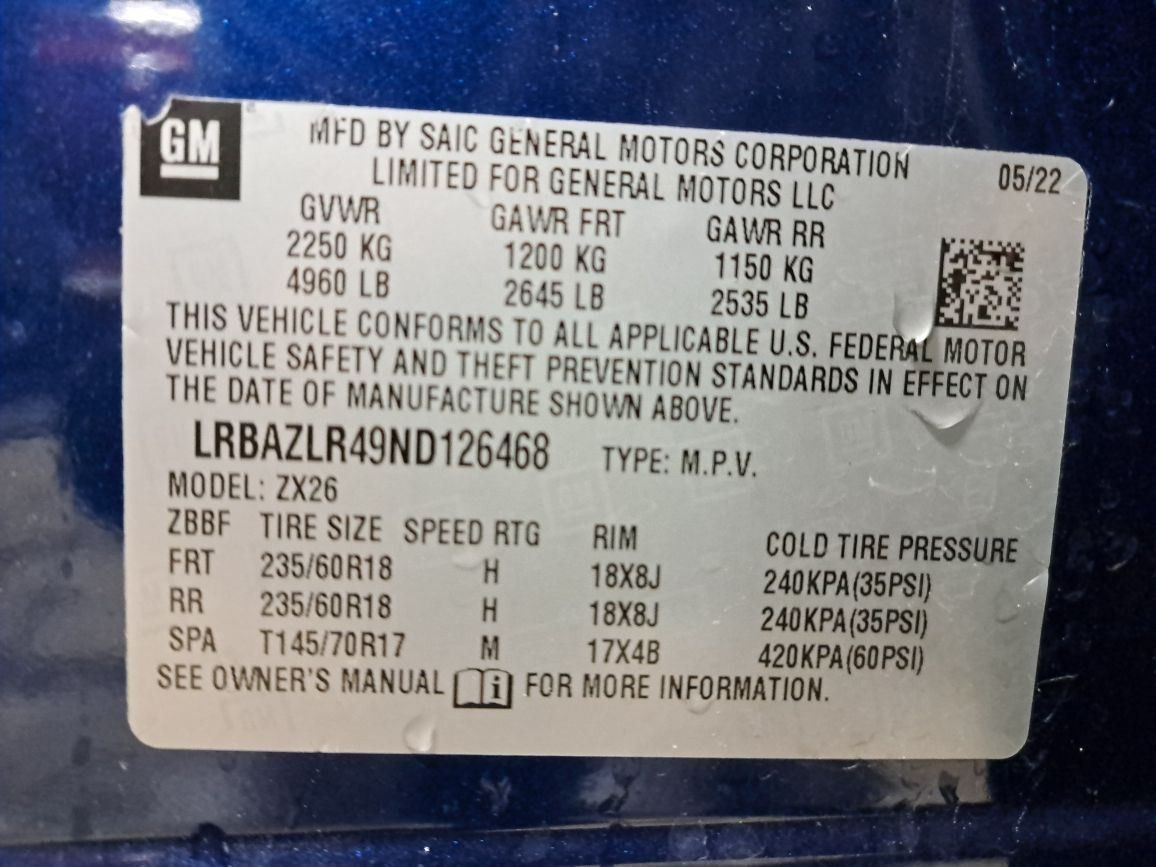 GM
MFD BY SAIC GENERAL MOTORS CORPORATION
LIMITED FOR GENERAL MOTORS LLC
05/22
GVWR GAWR FRT GAWR RR
2250 KG 1200 KG 1150 KG
4960 LB 2645 LB 2535 LB
THIS VEHICLE CONFORMS TO ALL APPLICABLE U.S. FEDERAL MOTOR
VEHICLE SAFETY AND THEFT PREVENTION STANDARDS IN EFFECT ON
THE DATE OF MANUFACTURE SHOWN ABOVE.
LRBAZLR49ND126468 TYPE: M.P.V.
MODEL: ZX26
ZBBF TIRE SIZE SPEED RTG RIM COLD TIRE PRESSURE
FRT 235/60R18 H 18X8J 240KPA(35PSI)
RR 235/60R18 H 18X8J 240KPA(35PSI)
SPA T145/70R17 M 17X4B 420KPA(60PSI)
SEE OWNER'S MANUAL i FOR MORE INFORMATION.